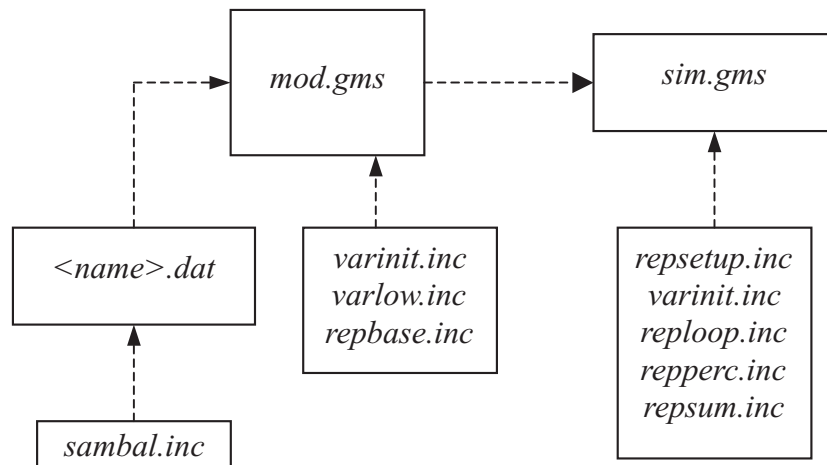 mod.gms
sim.gms
<name>.dat
varinit.inc
varlow.inc
repbase.inc
repsetup.inc
varinit.inc
reploop.inc
repperc.inc
repsum.inc
sambal.inc